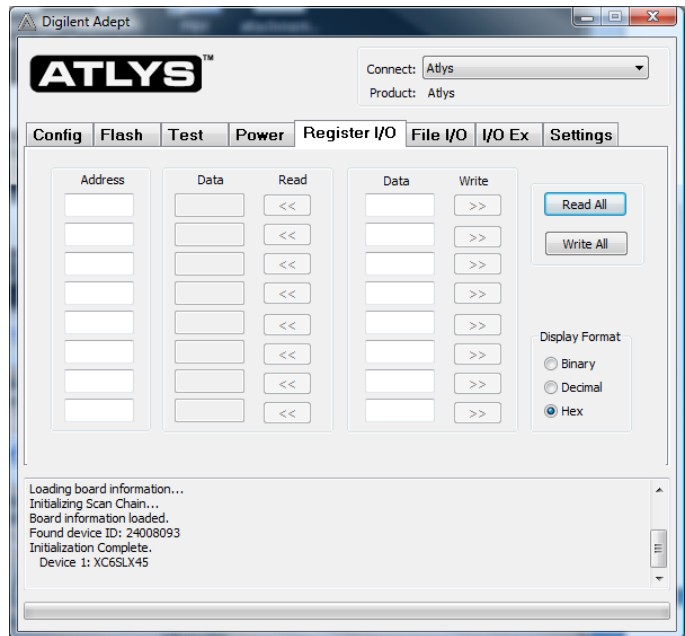 Digilent Adept
ATLYS™
Connect: Atlys
Product: Atlys
Config Flash Test Power Register I/O File I/O I/O Ex Settings
Address Data Read Data Write
<< >>
<< >>
<< >>
<< >>
<< >>
<< >>
<< >>
<< >>
Read All
Write All
Display Format
Binary
Decimal
Hex
Loading board information...
Initializing Scan Chain...
Board information loaded.
Found device ID: 24008093
Initialization Complete.
Device 1: XC6SLX45